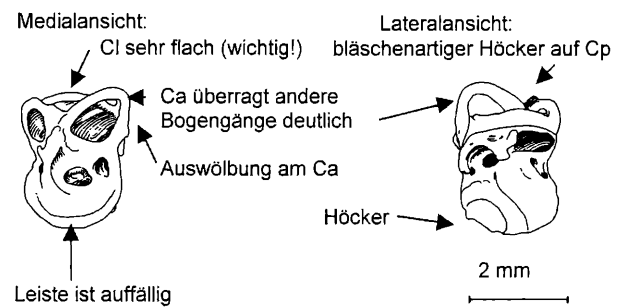 Medialansicht:
Cl sehr flach (wichtig!)
Ca überragt andere
Bogengänge deutlich
Auswölbung am Ca
Leiste ist auffällig
Lateralansicht:
bläschenartiger Höcker auf Cp
Höcker
2 mm